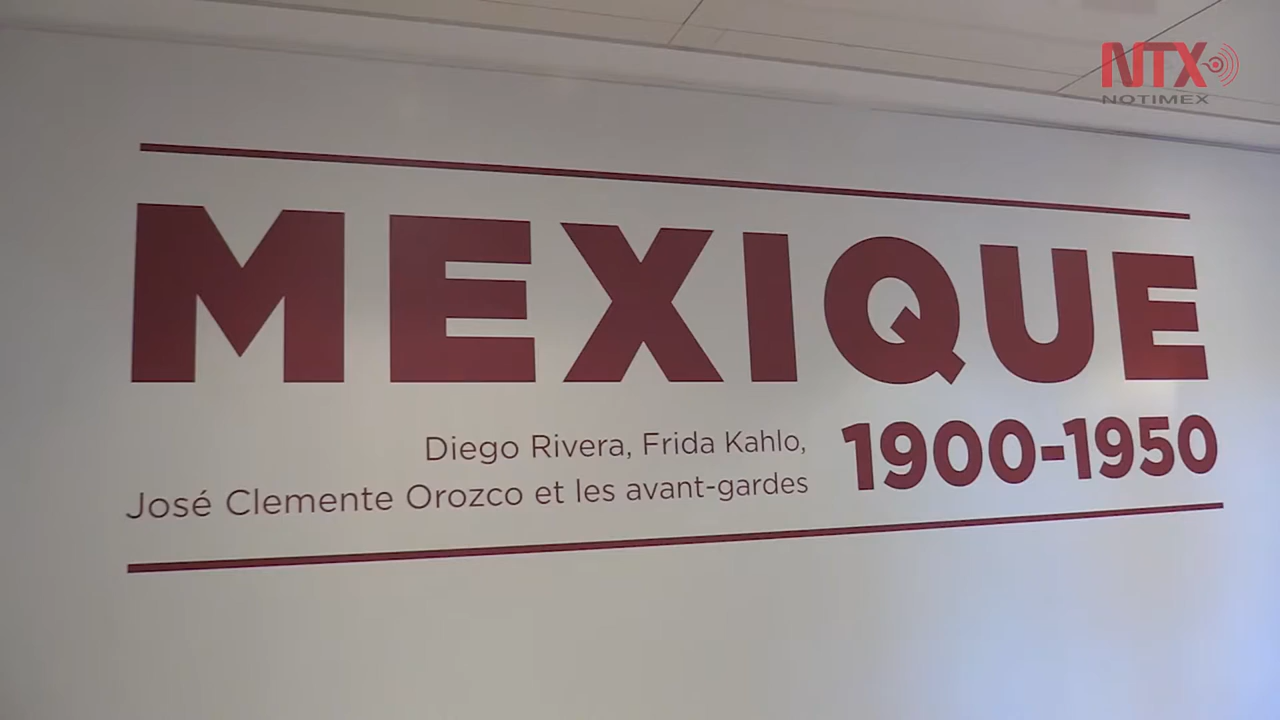 NTX
NOTIMEX
MEXIQUE
Diego Rivera, Frida Kahlo,
José Clemente Orozco et les avant-gardes
1900-1950